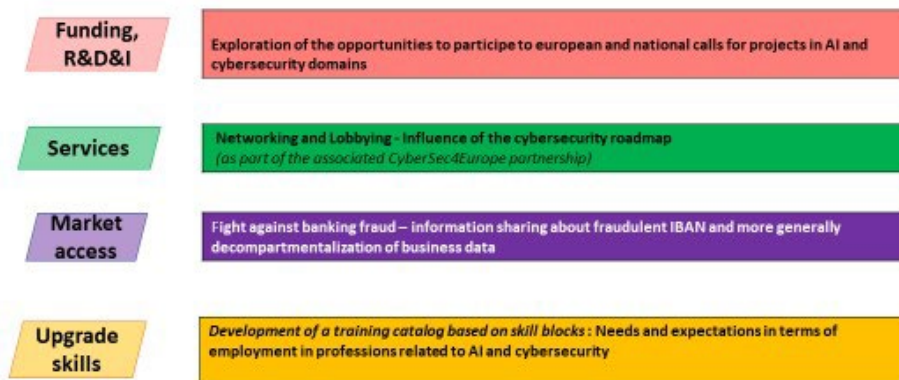 Funding,
R&D&I
Exploration of the opportunities to participe to european and national calls for projects in AI and
cybersecurity domains
Services
Networking and Lobbying - Influence of the cybersecurity roadmap
(as part of the associated CyberSec4Europe partnership)
Market
access
Fight against banking fraud – information sharing about fraudulent IBAN and more generally
decompartmentalization of business data
Upgrade
skills
Development of a training catalog based on skill blocks : Needs and expectations in terms of
employment in professions related to AI and cybersecurity